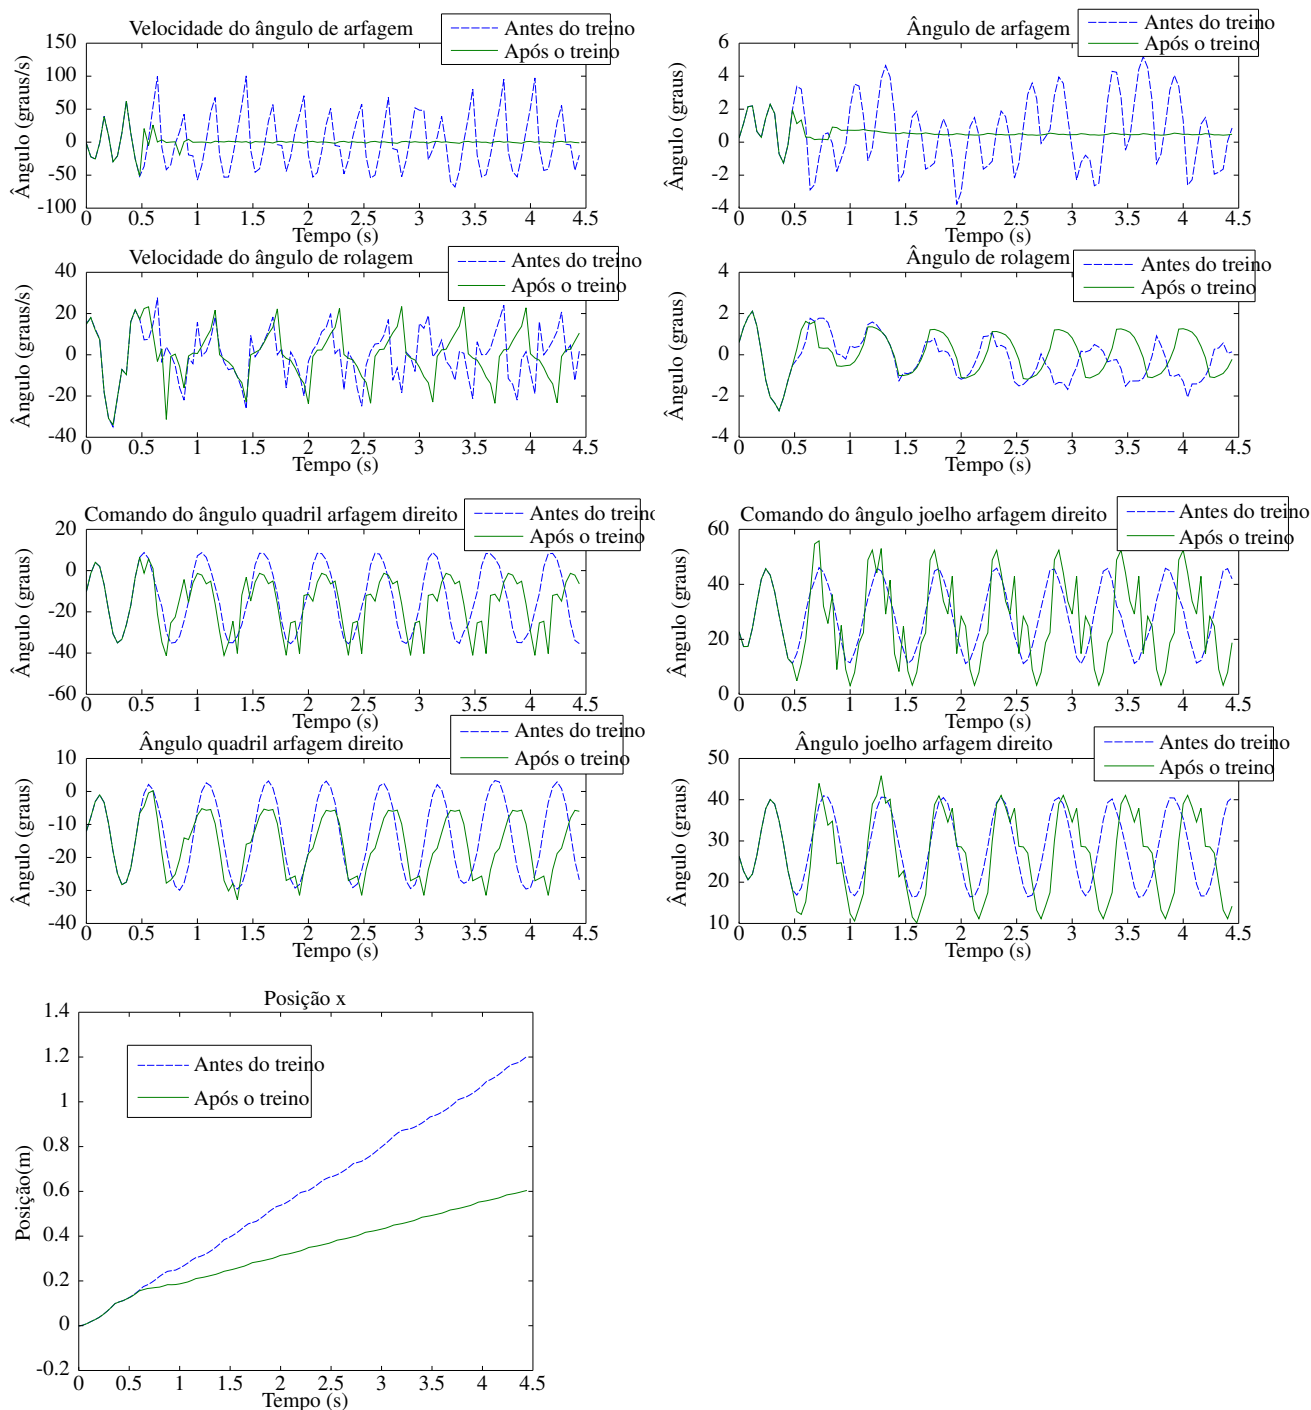 Velocidade do ângulo de arfagem
Antes do treino
Após o treino
Ângulo (graus/s)
150
100
50
0
-50
-100
0 0.5 1 1.5 2 2.5 3 3.5 4 4.5
Tempo (s)
Ângulo de arfagem
Antes do treino
Após o treino
Ângulo (graus)
6
4
2
0
-2
-4
0 0.5 1 1.5 2 2.5 3 3.5 4 4.5
Tempo (s)
Velocidade do ângulo de rolagem
Antes do treino
Após o treino
Ângulo (graus/s)
40
20
0
-20
-40
0 0.5 1 1.5 2 2.5 3 3.5 4 4.5
Tempo (s)
Ângulo de rolagem
Antes do treino
Após o treino
Ângulo (graus)
4
2
0
-2
-4
0 0.5 1 1.5 2 2.5 3 3.5 4 4.5
Tempo (s)
Comando do ângulo quadril arfagem direito
Antes do treino
Após o treino
Ângulo (graus)
20
0
-20
-40
-60
0 0.5 1 1.5 2 2.5 3 3.5 4 4.5
Tempo (s)
Comando do ângulo joelho arfagem direito
Antes do treino
Após o treino
Ângulo (graus)
60
40
20
0
0 0.5 1 1.5 2 2.5 3 3.5 4 4.5
Tempo (s)
Ângulo quadril arfagem direito
Antes do treino
Após o treino
Ângulo (graus)
10
0
-10
-20
-30
-40
0 0.5 1 1.5 2 2.5 3 3.5 4 4.5
Tempo (s)
Ângulo joelho arfagem direito
Antes do treino
Após o treino
Ângulo (graus)
50
40
30
20
10
0 0.5 1 1.5 2 2.5 3 3.5 4 4.5
Tempo (s)
Posição x
Antes do treino
Após o treino
Posição(m)
1.4
1.2
1
0.8
0.6
0.4
0.2
0
-0.2
0 0.5 1 1.5 2 2.5 3 3.5 4 4.5
Tempo (s)